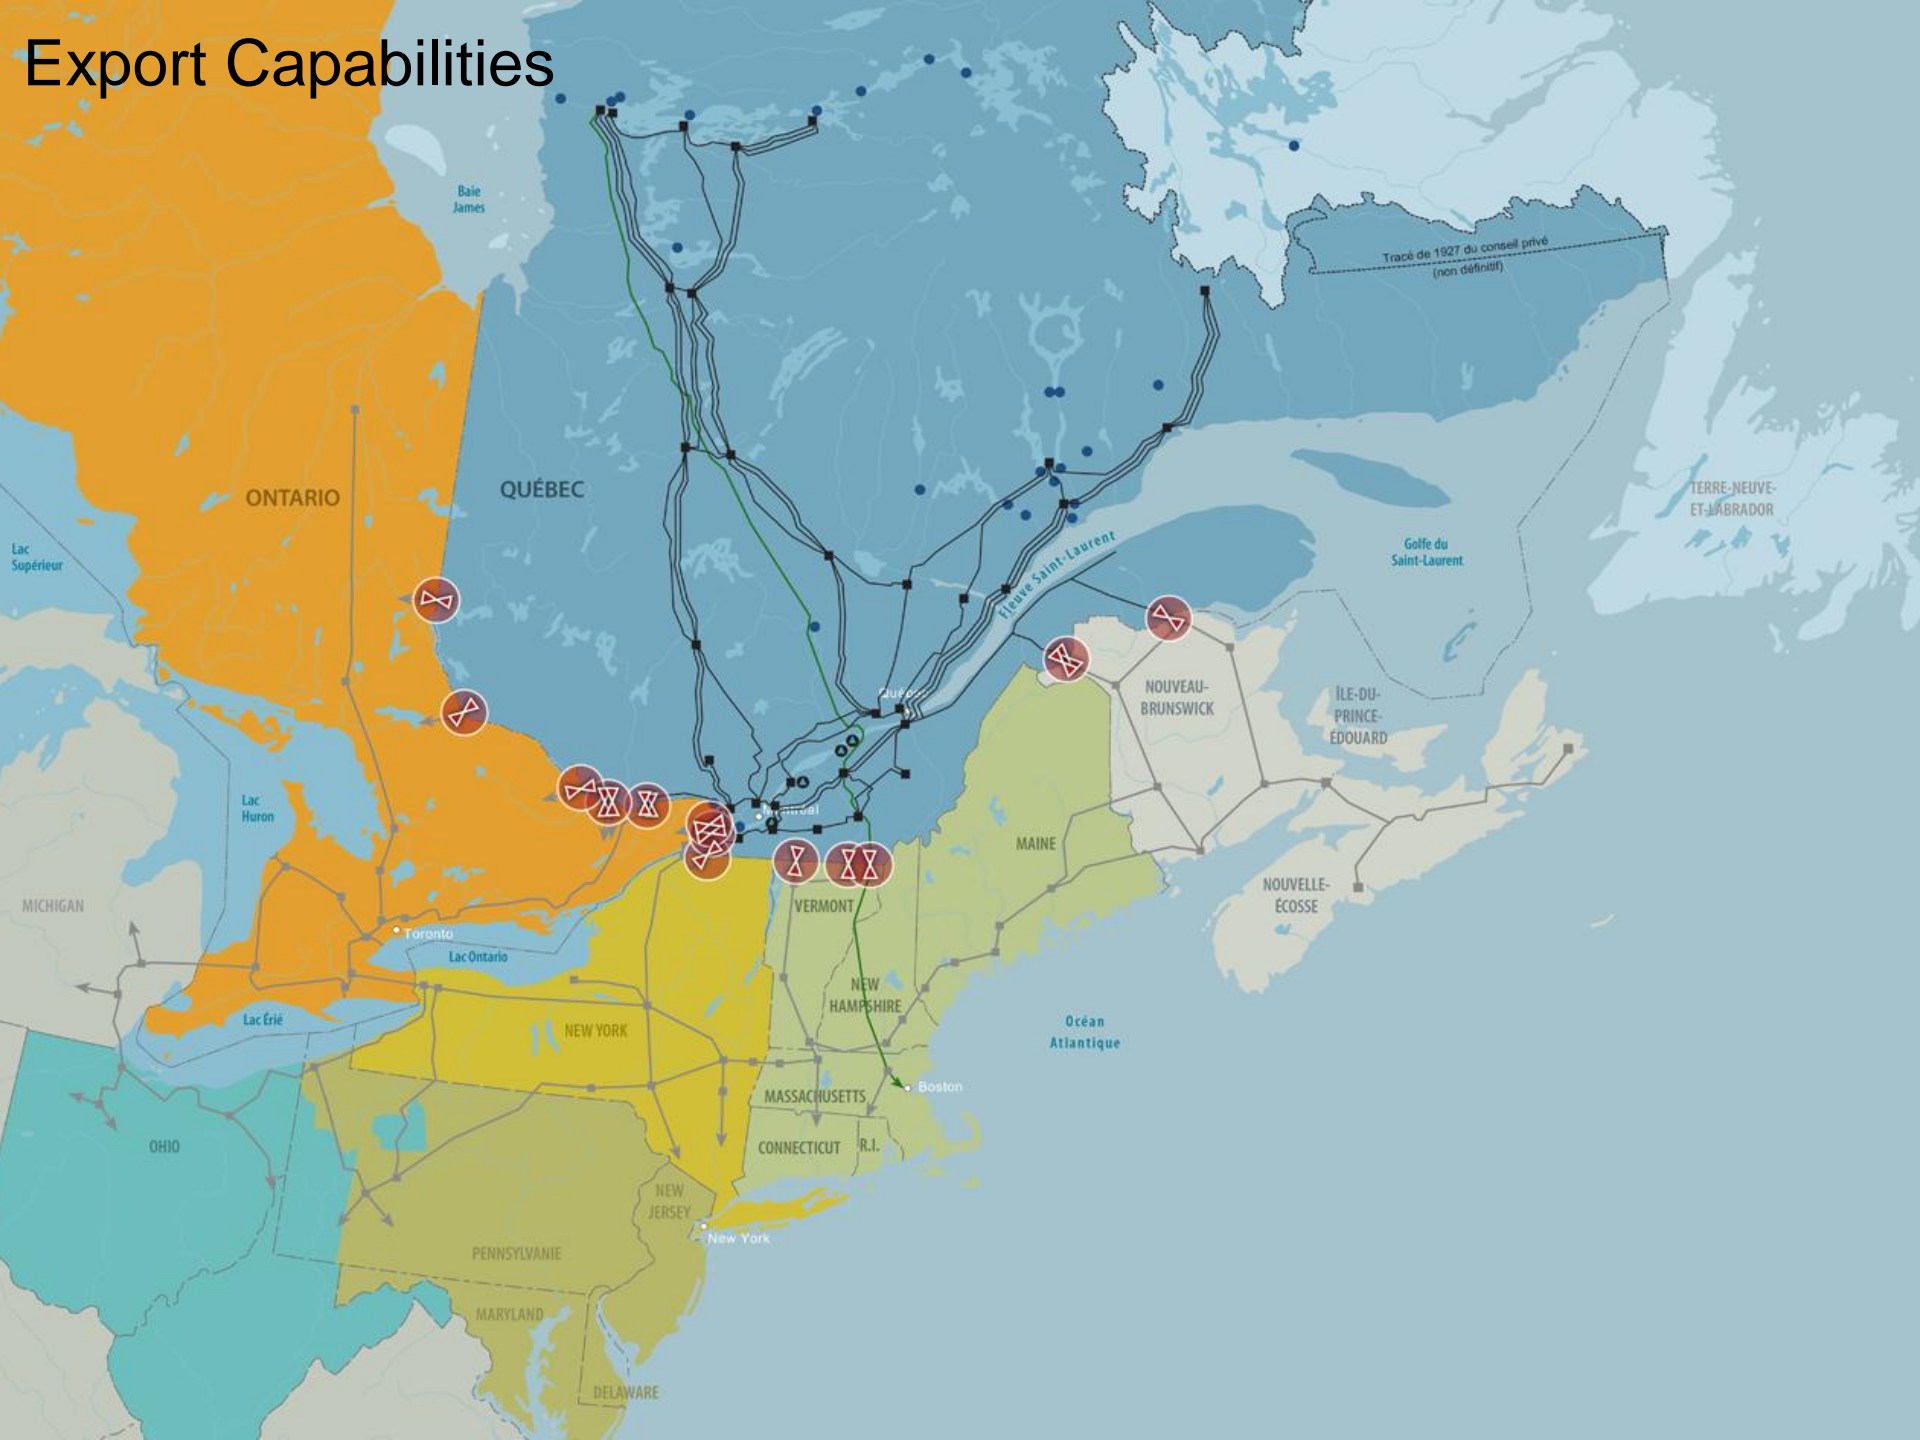 Export Capabilities
Baie
James
Tracé de 1927 du conseil privé
(non définitif)
ONTARIO
QUÉBEC
TERRE-NEUVE-
ET-LABRADOR
Lac
Supérieur
Golfe du
Saint-Laurent
Fleuve Saint-Laurent
Québec
NOUVEAU-
BRUNSWICK
ÎLE-DU-
PRINCE-
ÉDOUARD
Lac
Huron
Montréal
MAINE
MICHIGAN
VERMONT
NOUVELLE-
ÉCOSSE
Toronto
Lac Ontario
NEW
HAMPSHIRE
Lac Érié
NEW YORK
Océan
Atlantique
Boston
MASSACHUSETTS
OHIO
CONNECTICUT
R.I.
NEW
JERSEY
New York
PENNSYLVANIE
MARYLAND
DELAWARE